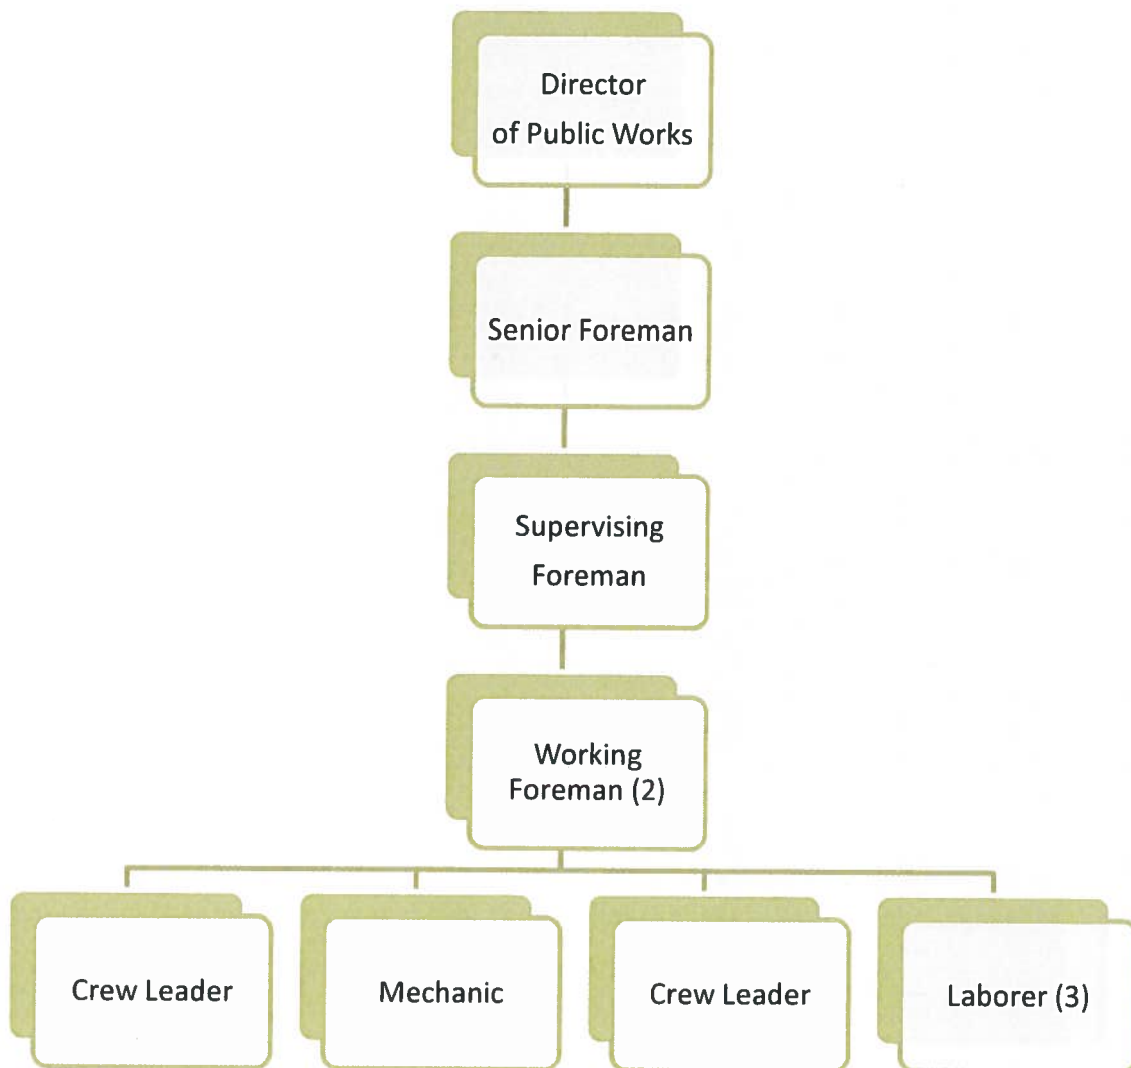 Director
of Public Works
Senior Foreman
Supervising
Foreman
Working
Foreman (2)
Crew Leader
Mechanic
Crew Leader
Laborer (3)